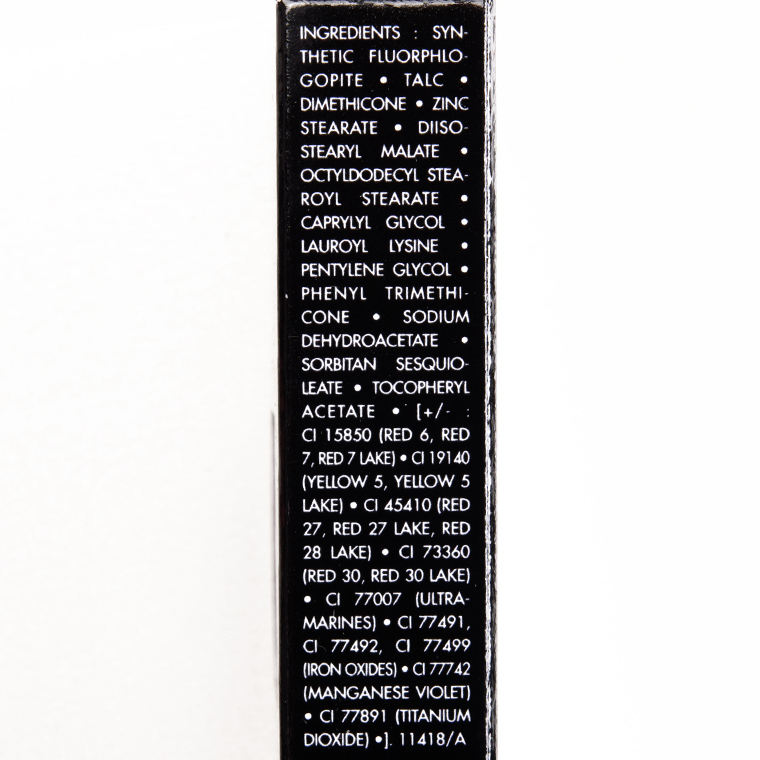 INGREDIENTS : SYN-
THETIC FLUORPHLO-
GOPITE • TALC •
DIMETHICONE • ZINC
STEARATE • DIISO-
STEARYL MALATE •
OCTYLDODECYL STEA-
ROYL STEARATE •
CAPRYLYL GLYCOL •
LAUROYL LYSINE •
PENTYLENE GLYCOL •
PHENYL TRIMETHI-
CONE • SODIUM
DEHYDROACETATE •
SORBITAN SESQUIO-
LEATE • TOCOPHERYL
ACETATE • [+/- :
CI 15850 (RED 6, RED
7, RED 7 LAKE) • CI 19140
(YELLOW 5, YELLOW 5
LAKE) • CI 45410 (RED
27, RED 27 LAKE, RED
28 LAKE) • CI 73360
(RED 30, RED 30 LAKE)
• CI 77007 (ULTRA-
MARINES) • CI 77491,
CI 77492, CI 77499
(IRON OXIDES) • CI 77742
(MANGANESE VIOLET)
• CI 77891 (TITANIUM
DIOXIDE) •]. 11418/A